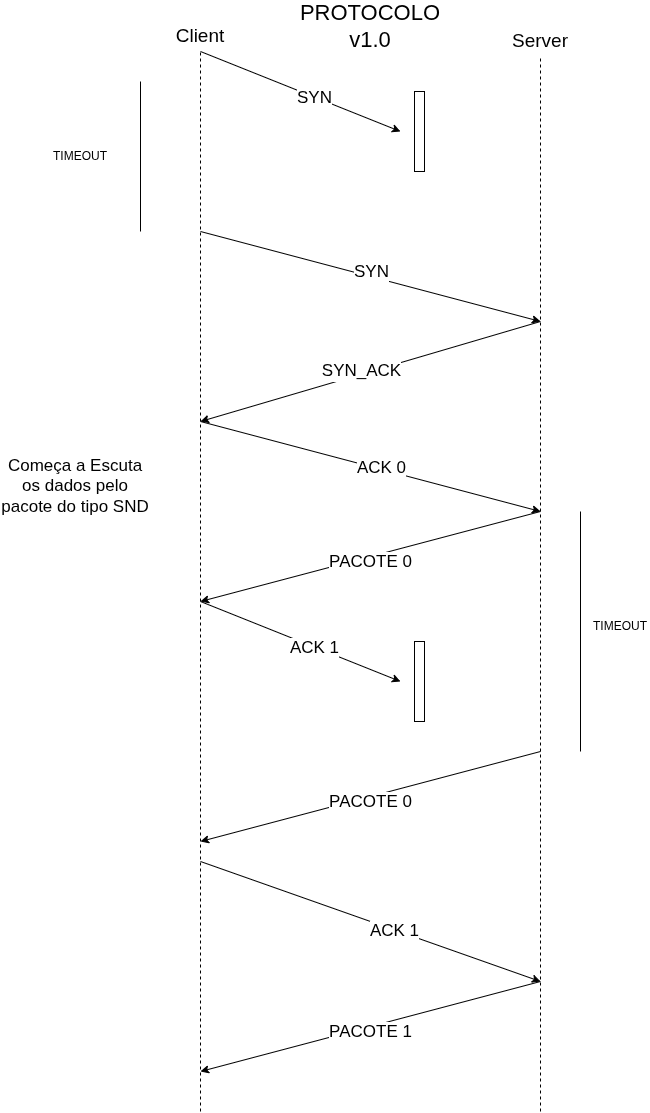 PROTOCOLO
v1.0
Client
Server
SYN
TIMEOUT
SYN
SYN_ACK
Começa a Escuta
os dados pelo
pacote do tipo SND
ACK 0
PACOTE 0
TIMEOUT
ACK 1
PACOTE 0
ACK 1
PACOTE 1